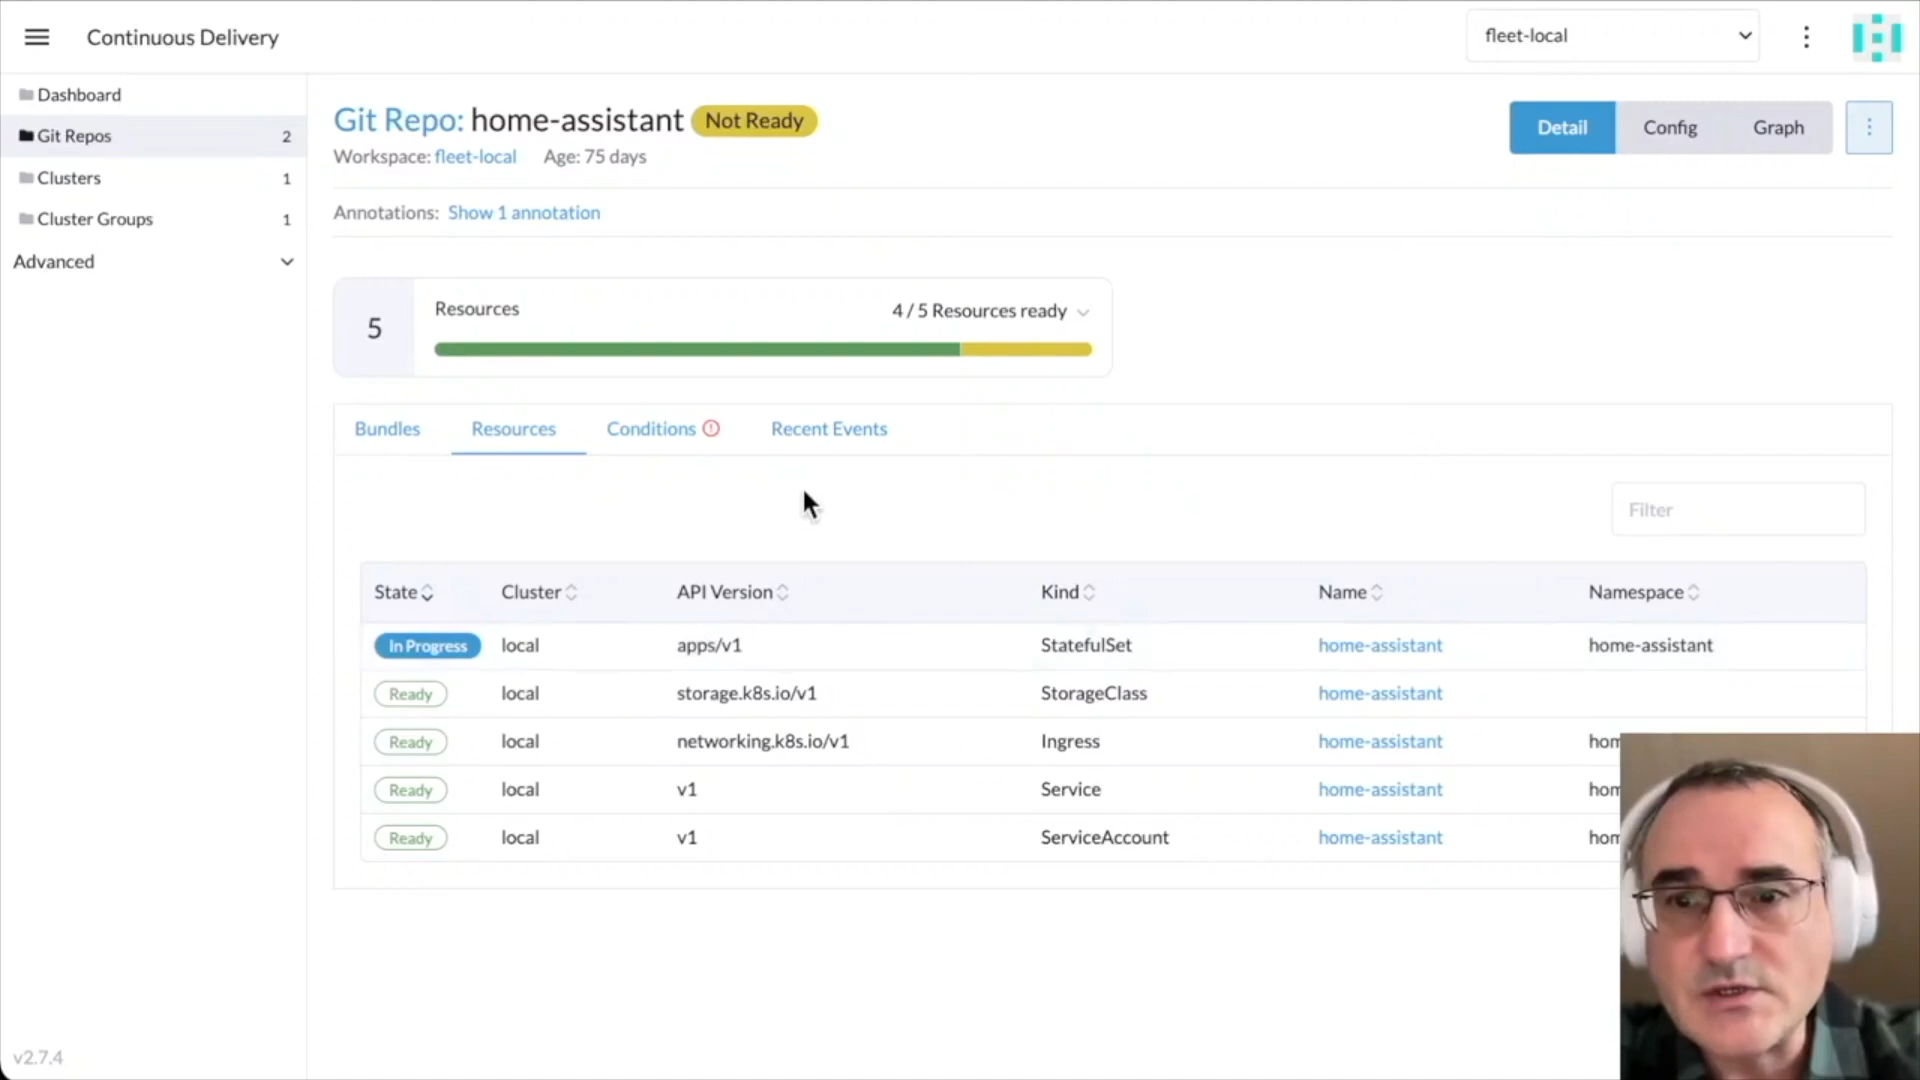 Continuous Delivery
fleet-local
Dashboard
Git Repos 2
Clusters 1
Cluster Groups 1
Advanced
v2.7.4
Git Repo: home-assistant Not Ready
Workspace: fleet-local Age: 75 days
Detail Config Graph
Annotations: Show 1 annotation
5 Resources 4 / 5 Resources ready
Bundles Resources Conditions Recent Events
Filter
State Cluster API Version Kind Name Namespace
In Progress local apps/v1 StatefulSet home-assistant home-assistant
Ready local storage.k8s.io/v1 StorageClass home-assistant
Ready local networking.k8s.io/v1 Ingress home-assistant
Ready local v1 Service home-assistant
Ready local v1 ServiceAccount home-assistant